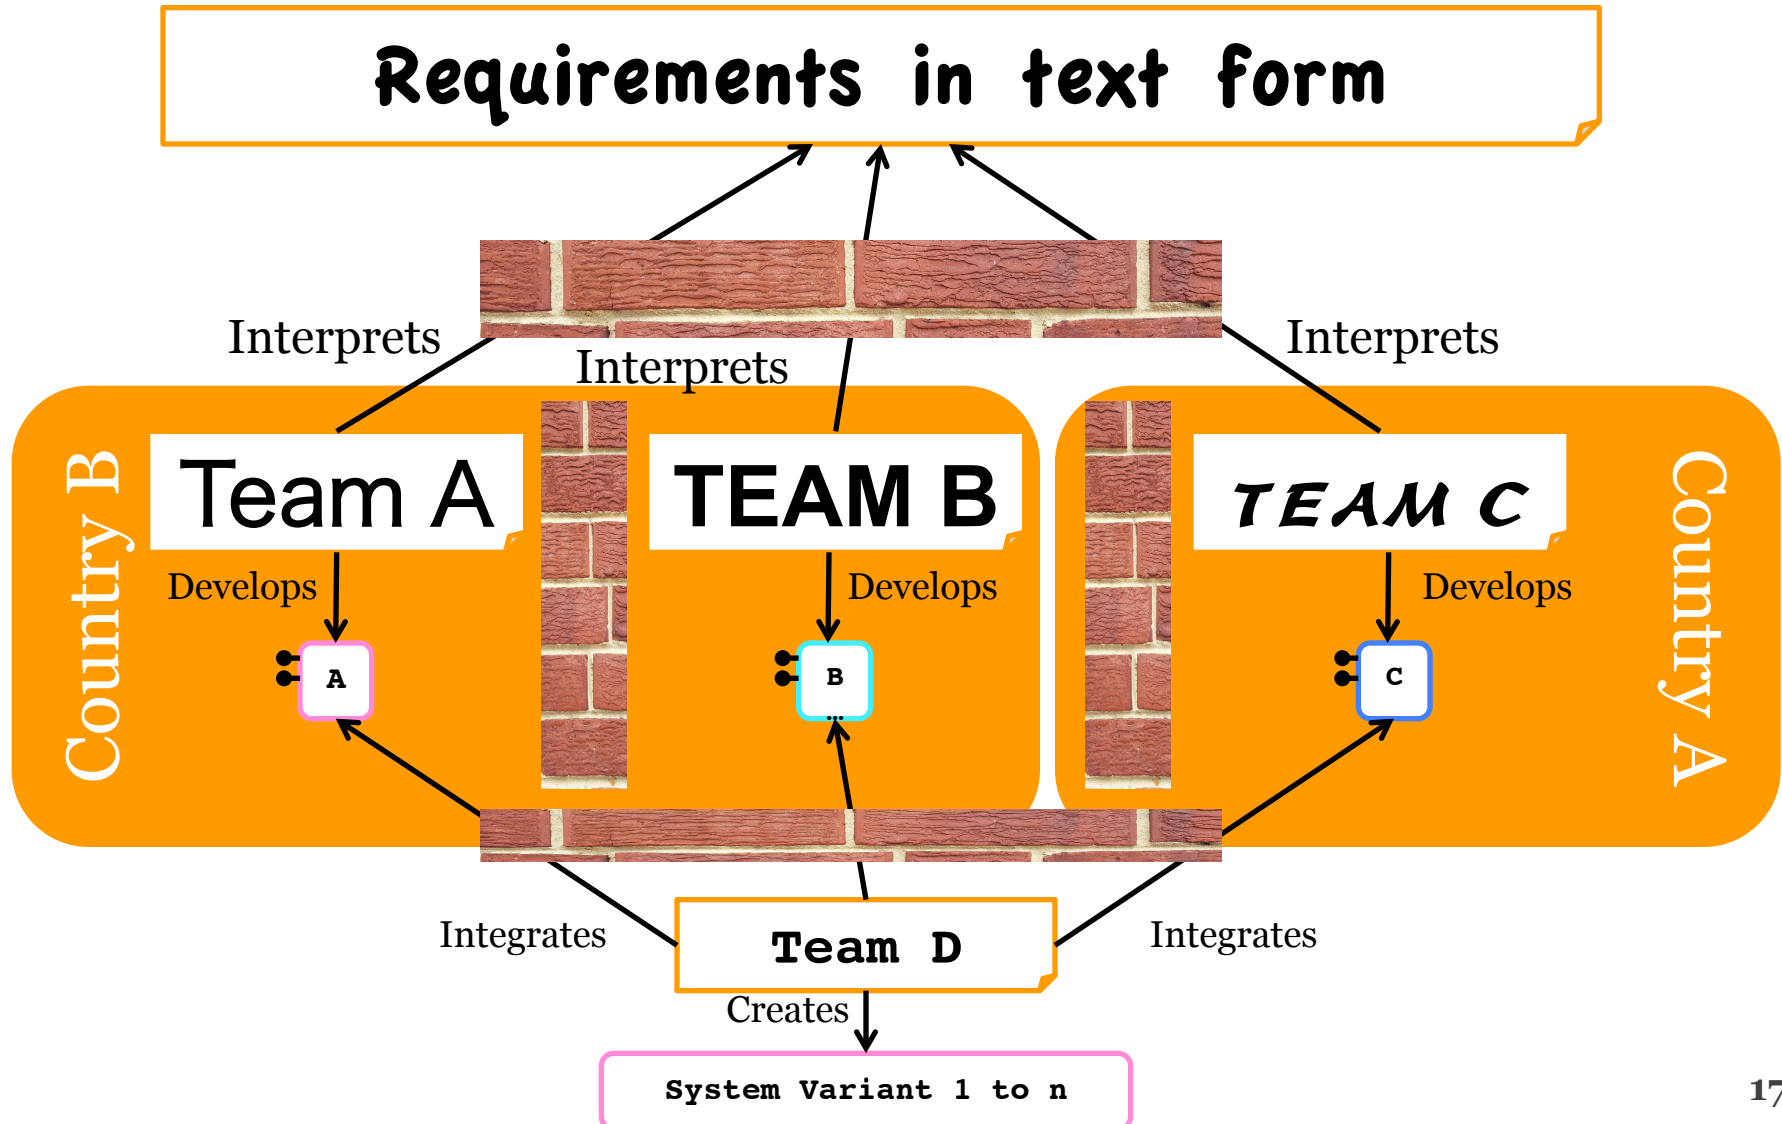 Requirements in text form
Interprets
Interprets
Interprets
Country B
Team A
TEAM B
TEAM C
Country A
Develops
Develops
Develops
A
B
...
C
Integrates
Team D
Integrates
Creates
System Variant 1 to n
17